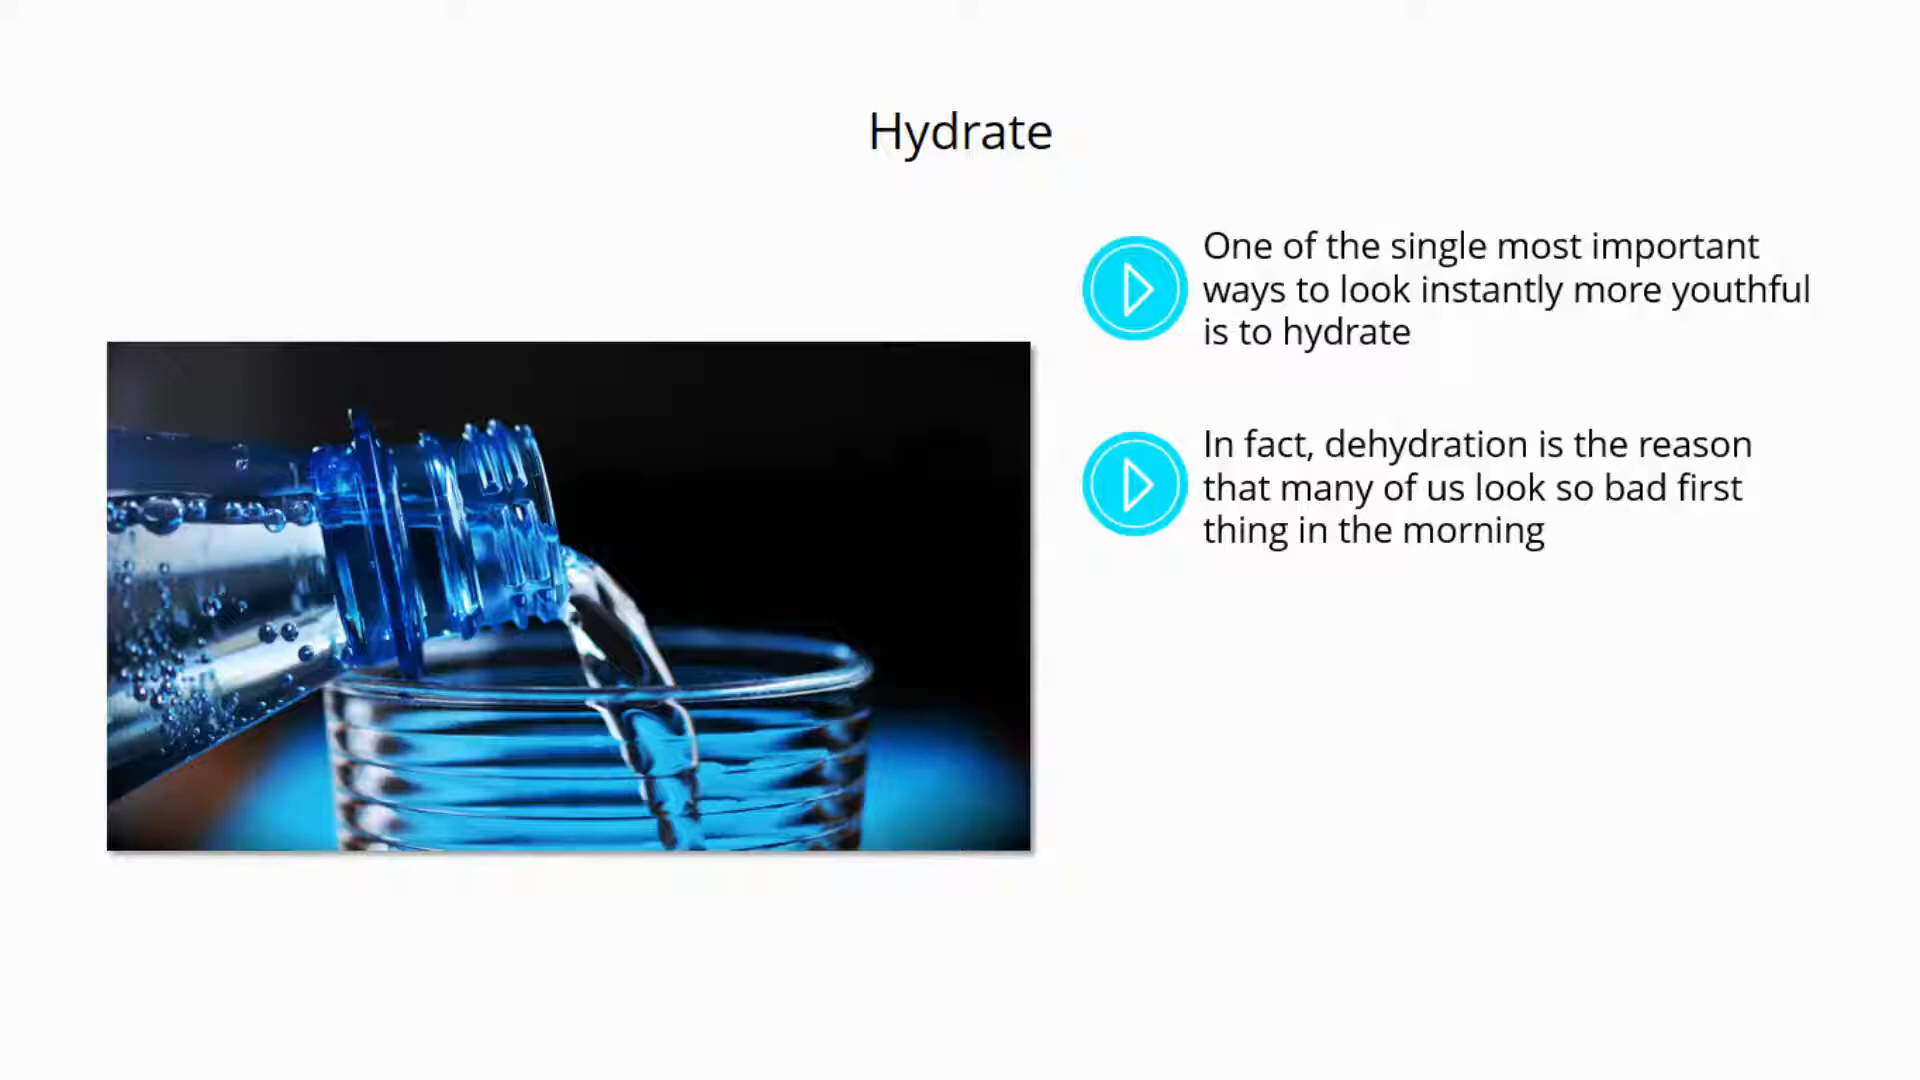 Hydrate
One of the single most important
ways to look instantly more youthful
is to hydrate
In fact, dehydration is the reason
that many of us look so bad first
thing in the morning